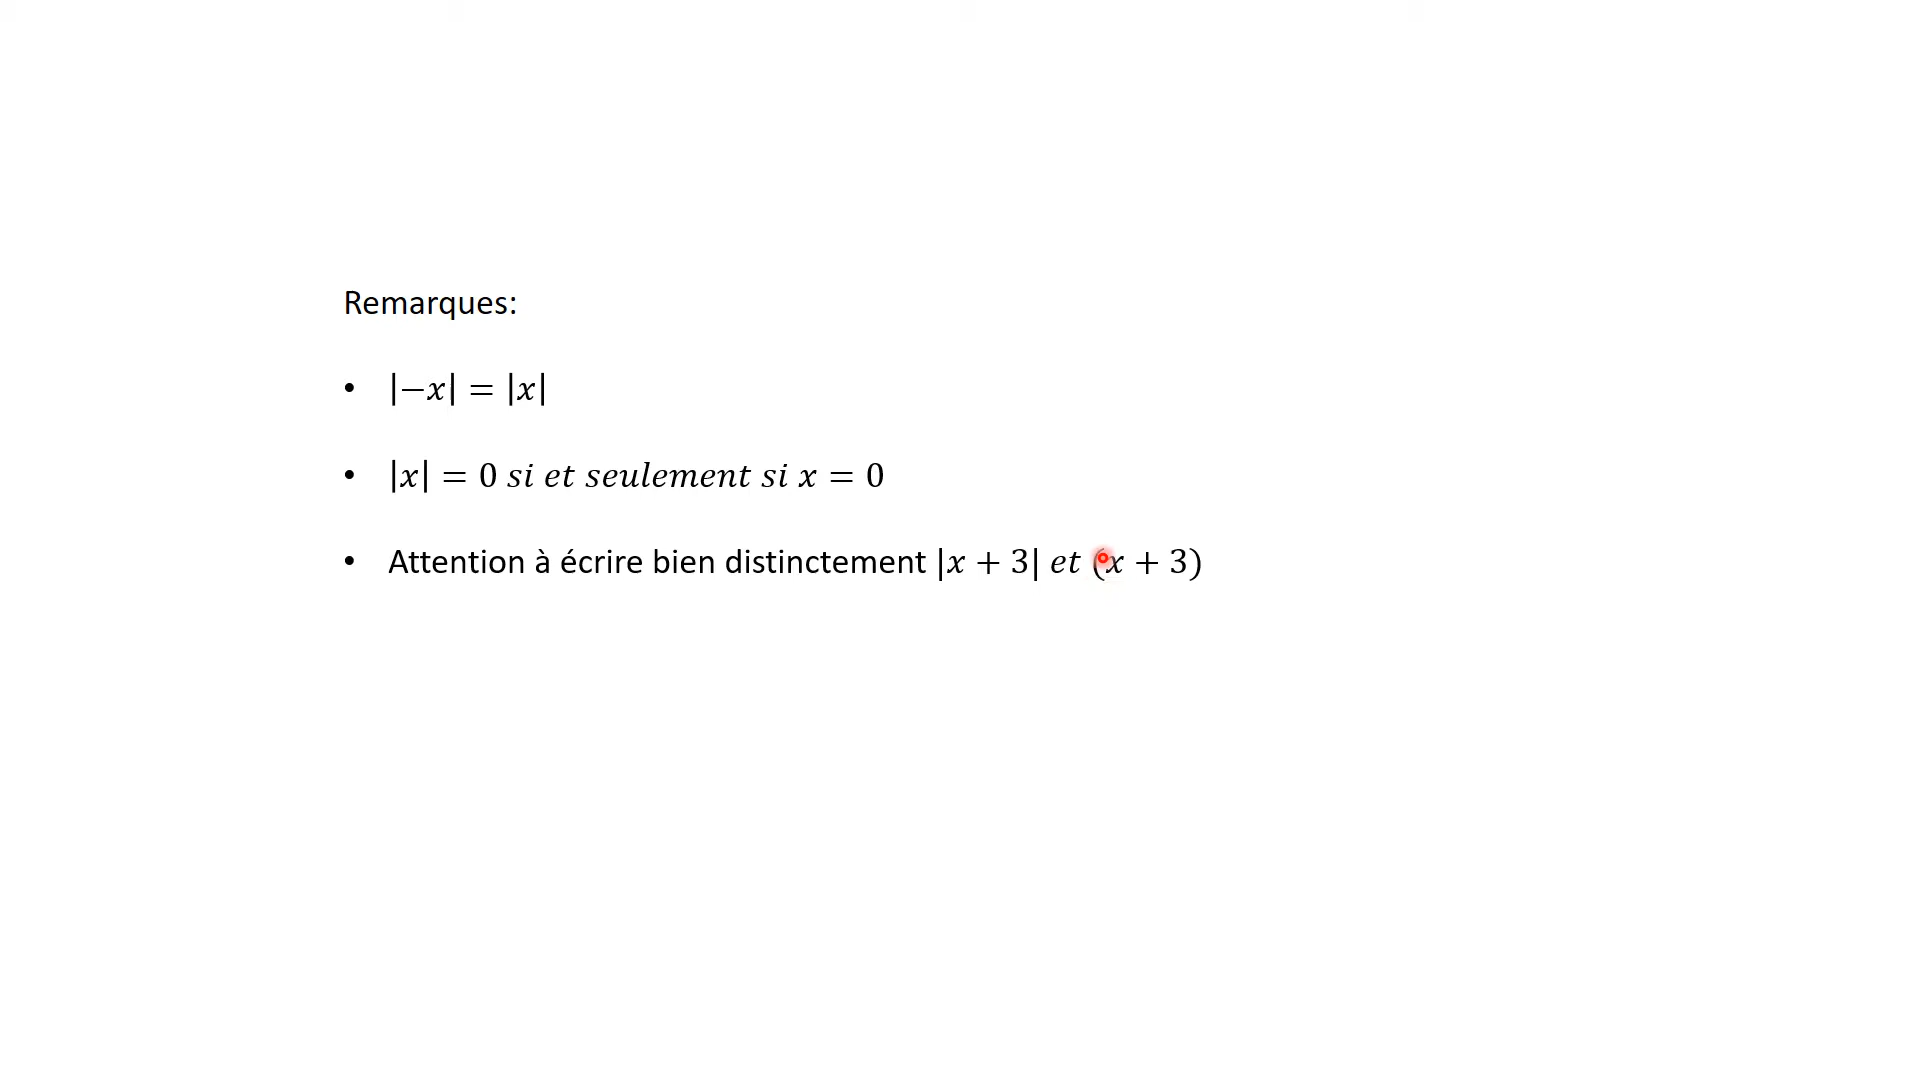 Remarques:
• |−x| = |x|
• |x| = 0 si et seulement si x = 0
• Attention à écrire bien distinctement |x + 3| et (x + 3)